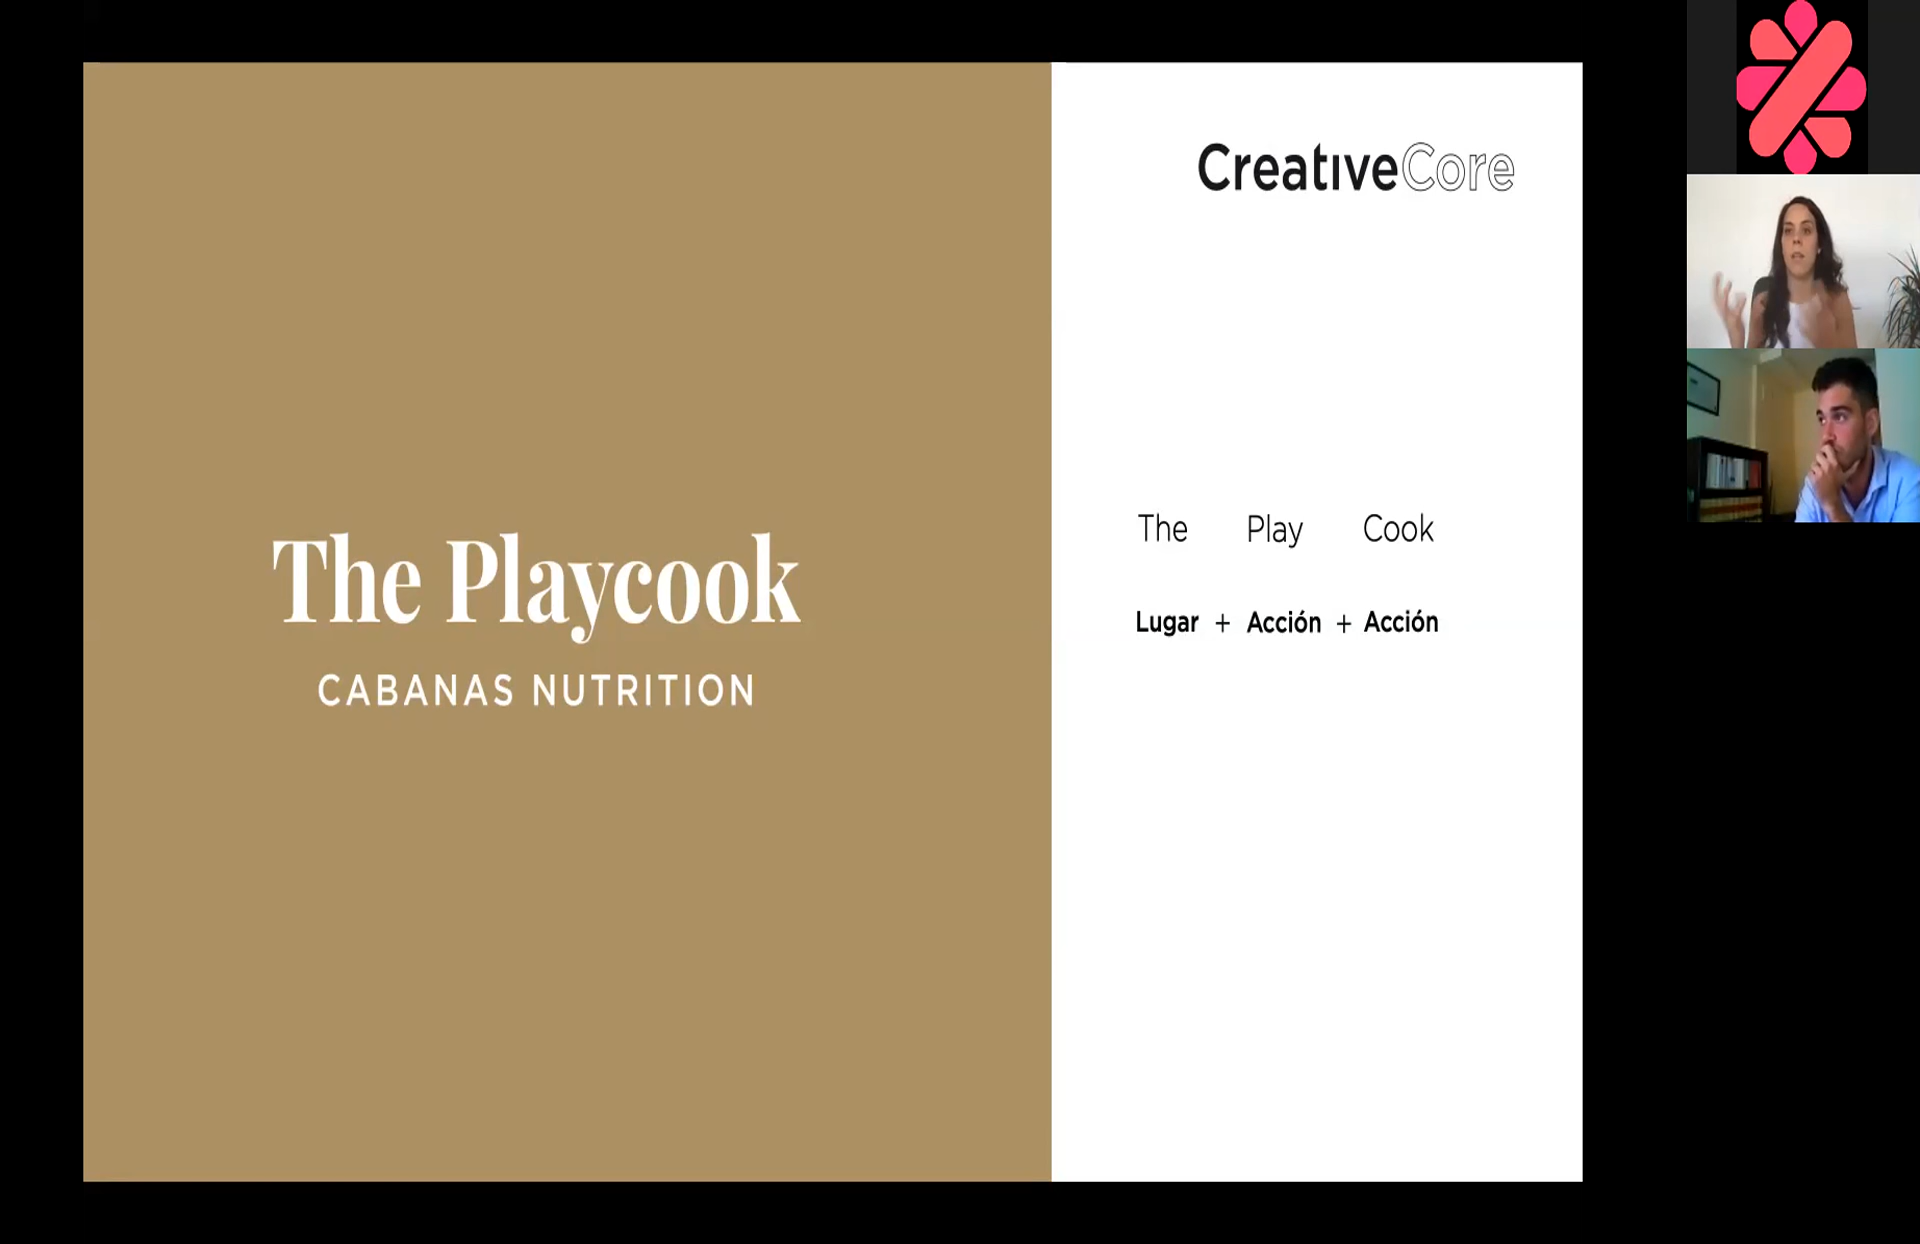 The Playcook
CABANAS NUTRITION
CreativeCore
The Play Cook
Lugar + Acción + Acción